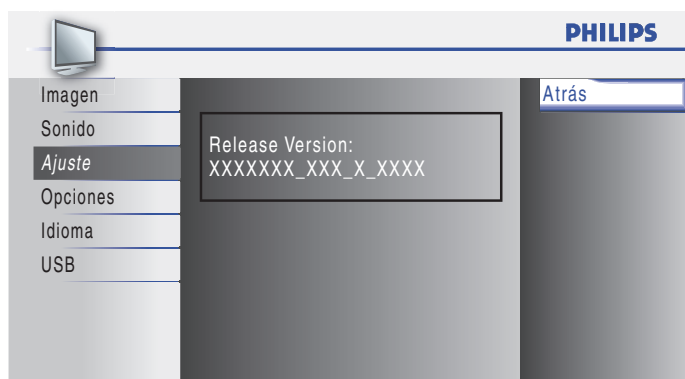 PHILIPS
Imagen
Sonido
Ajuste
Opciones
Idioma
USB
Release Version:
XXXXXXX_XXX_X_XXXX
Atrás